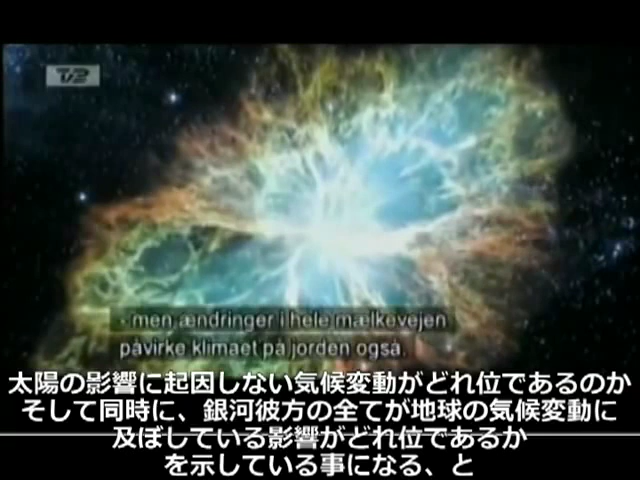 TV2
- men ændringer i hele mælkevejen
påvirke klimaet på jorden også.
太陽の影響に起因しない気候変動がどれ位であるのか
そして同時に、銀河彼方の全てが地球の気候変動に
及ぼしている影響がどれ位であるか
を示している事になる、と